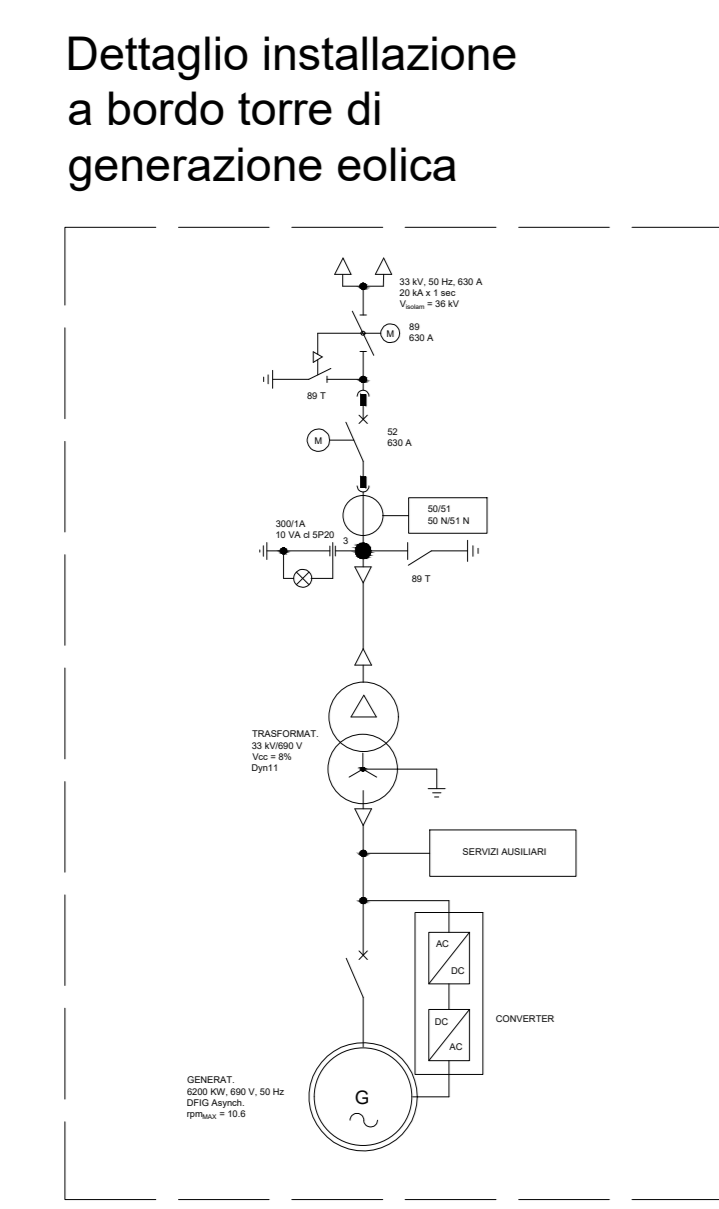 Dettaglio installazione
a bordo torre di
generazione eolica
33 kV, 50 Hz, 630 A
20 kA x 1 sec
Visolam = 36 kV
89
630 A
M
89 T
52
630 A
M
50/51
50 N/51 N
300/1A
10 VA cl 5P20
3
89 T
TRASFORMAT.
33 kV/690 V
Vcc = 8%
Dyn11
SERVIZI AUSILIARI
AC
DC
DC
AC
CONVERTER
GENERAT.
6200 KW, 690 V, 50 Hz
DFIG Asynch.
rpmMAX = 10.6
G